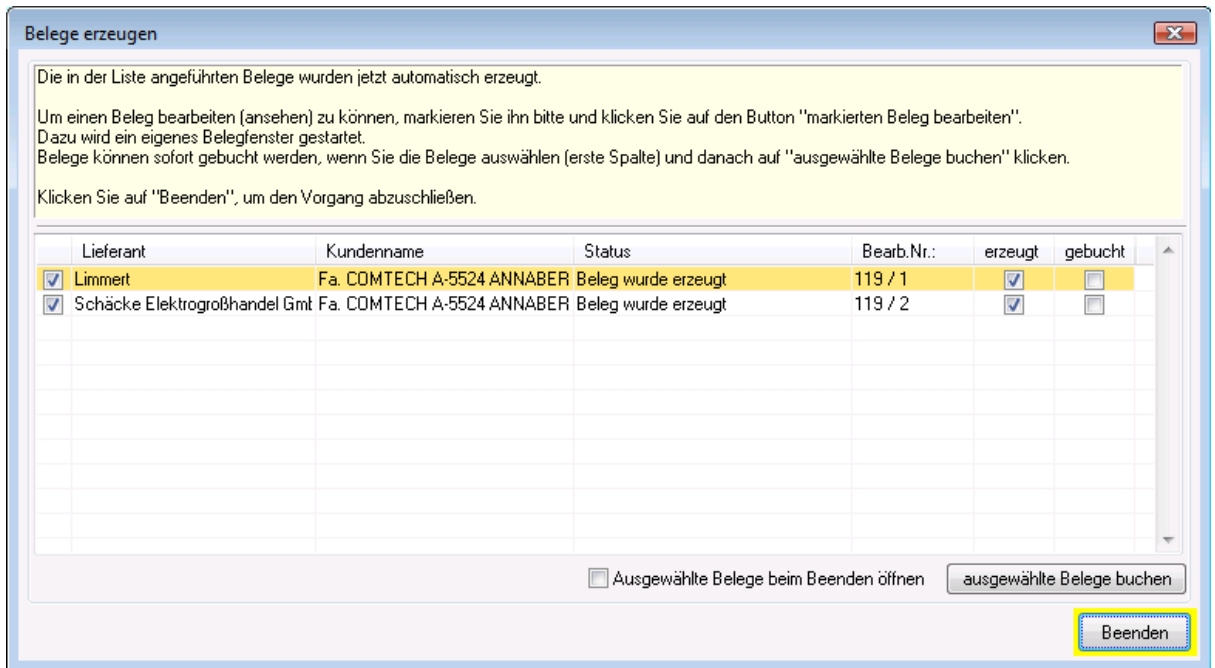 Belege erzeugen
Die in der Liste angeführten Belege wurden jetzt automatisch erzeugt.
Um einen Beleg bearbeiten (ansehen) zu können, markieren Sie ihn bitte und klicken Sie auf den Button "markierten Beleg bearbeiten".
Dazu wird ein eigenes Belegfenster gestartet.
Belege können sofort gebucht werden, wenn Sie die Belege auswählen (erste Spalte) und danach auf "ausgewählte Belege buchen" klicken.
Klicken Sie auf "Beenden", um den Vorgang abzuschließen.
Lieferant Kundenname Status Bearb.Nr.: erzeugt gebucht
Limmert Fa. COMTECH A-5524 ANNABER Beleg wurde erzeugt 119 / 1
Schäcke Elektrogroßhandel Gmb Fa. COMTECH A-5524 ANNABER Beleg wurde erzeugt 119 / 2
Ausgewählte Belege beim Beenden öffnen ausgewählte Belege buchen
Beenden